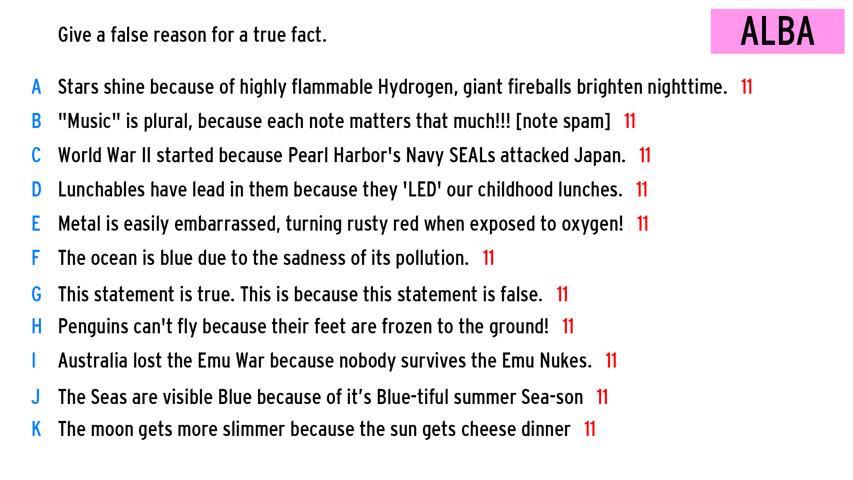 Give a false reason for a true fact.
ALBA
A Stars shine because of highly flammable Hydrogen, giant fireballs brighten nighttime. 11
B "Music" is plural, because each note matters that much!!! [note spam] 11
C World War II started because Pearl Harbor's Navy SEALs attacked Japan. 11
D Lunchables have lead in them because they 'LED' our childhood lunches. 11
E Metal is easily embarrassed, turning rusty red when exposed to oxygen! 11
F The ocean is blue due to the sadness of its pollution. 11
G This statement is true. This is because this statement is false. 11
H Penguins can't fly because their feet are frozen to the ground! 11
I Australia lost the Emu War because nobody survives the Emu Nukes. 11
J The Seas are visible Blue because of it’s Blue-tiful summer Sea-son 11
K The moon gets more slimmer because the sun gets cheese dinner 11